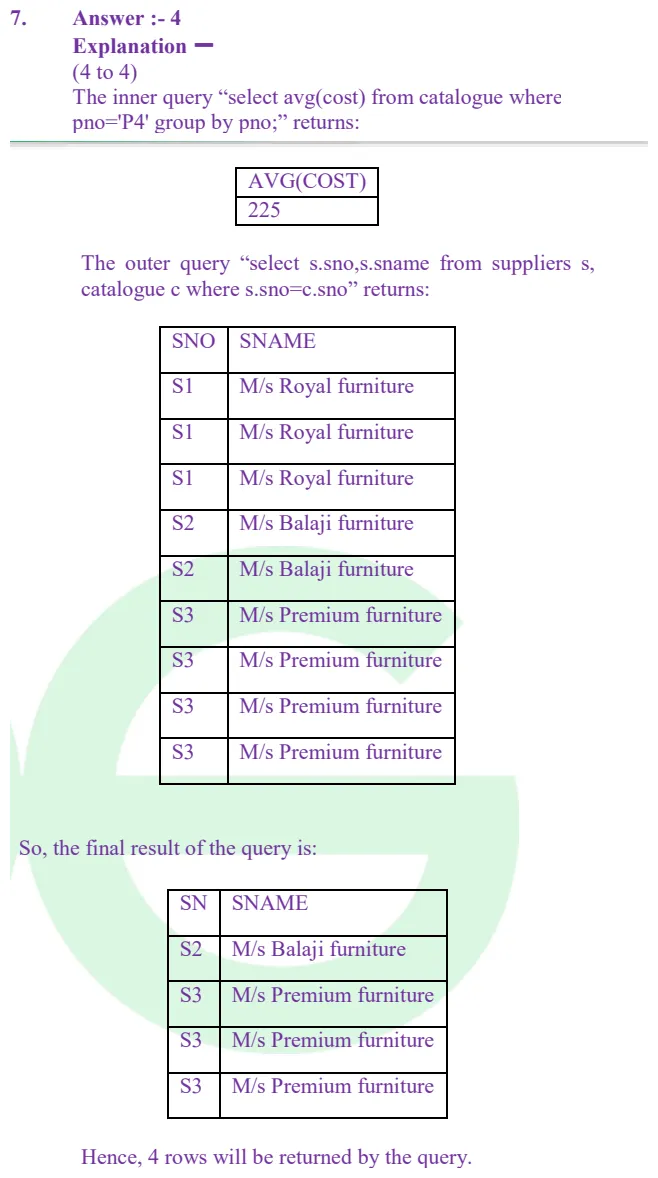 7. Answer :- 4
Explanation –
(4 to 4)
The inner query “select avg(cost) from catalogue where
pno='P4' group by pno;” returns:
AVG(COST)
225
The outer query “select s.sno,s.sname from suppliers s,
catalogue c where s.sno=c.sno” returns:
SNO SNAME
S1 M/s Royal furniture
S1 M/s Royal furniture
S1 M/s Royal furniture
S2 M/s Balaji furniture
S2 M/s Balaji furniture
S3 M/s Premium furniture
S3 M/s Premium furniture
S3 M/s Premium furniture
S3 M/s Premium furniture
So, the final result of the query is:
SN SNAME
S2 M/s Balaji furniture
S3 M/s Premium furniture
S3 M/s Premium furniture
S3 M/s Premium furniture
Hence, 4 rows will be returned by the query.